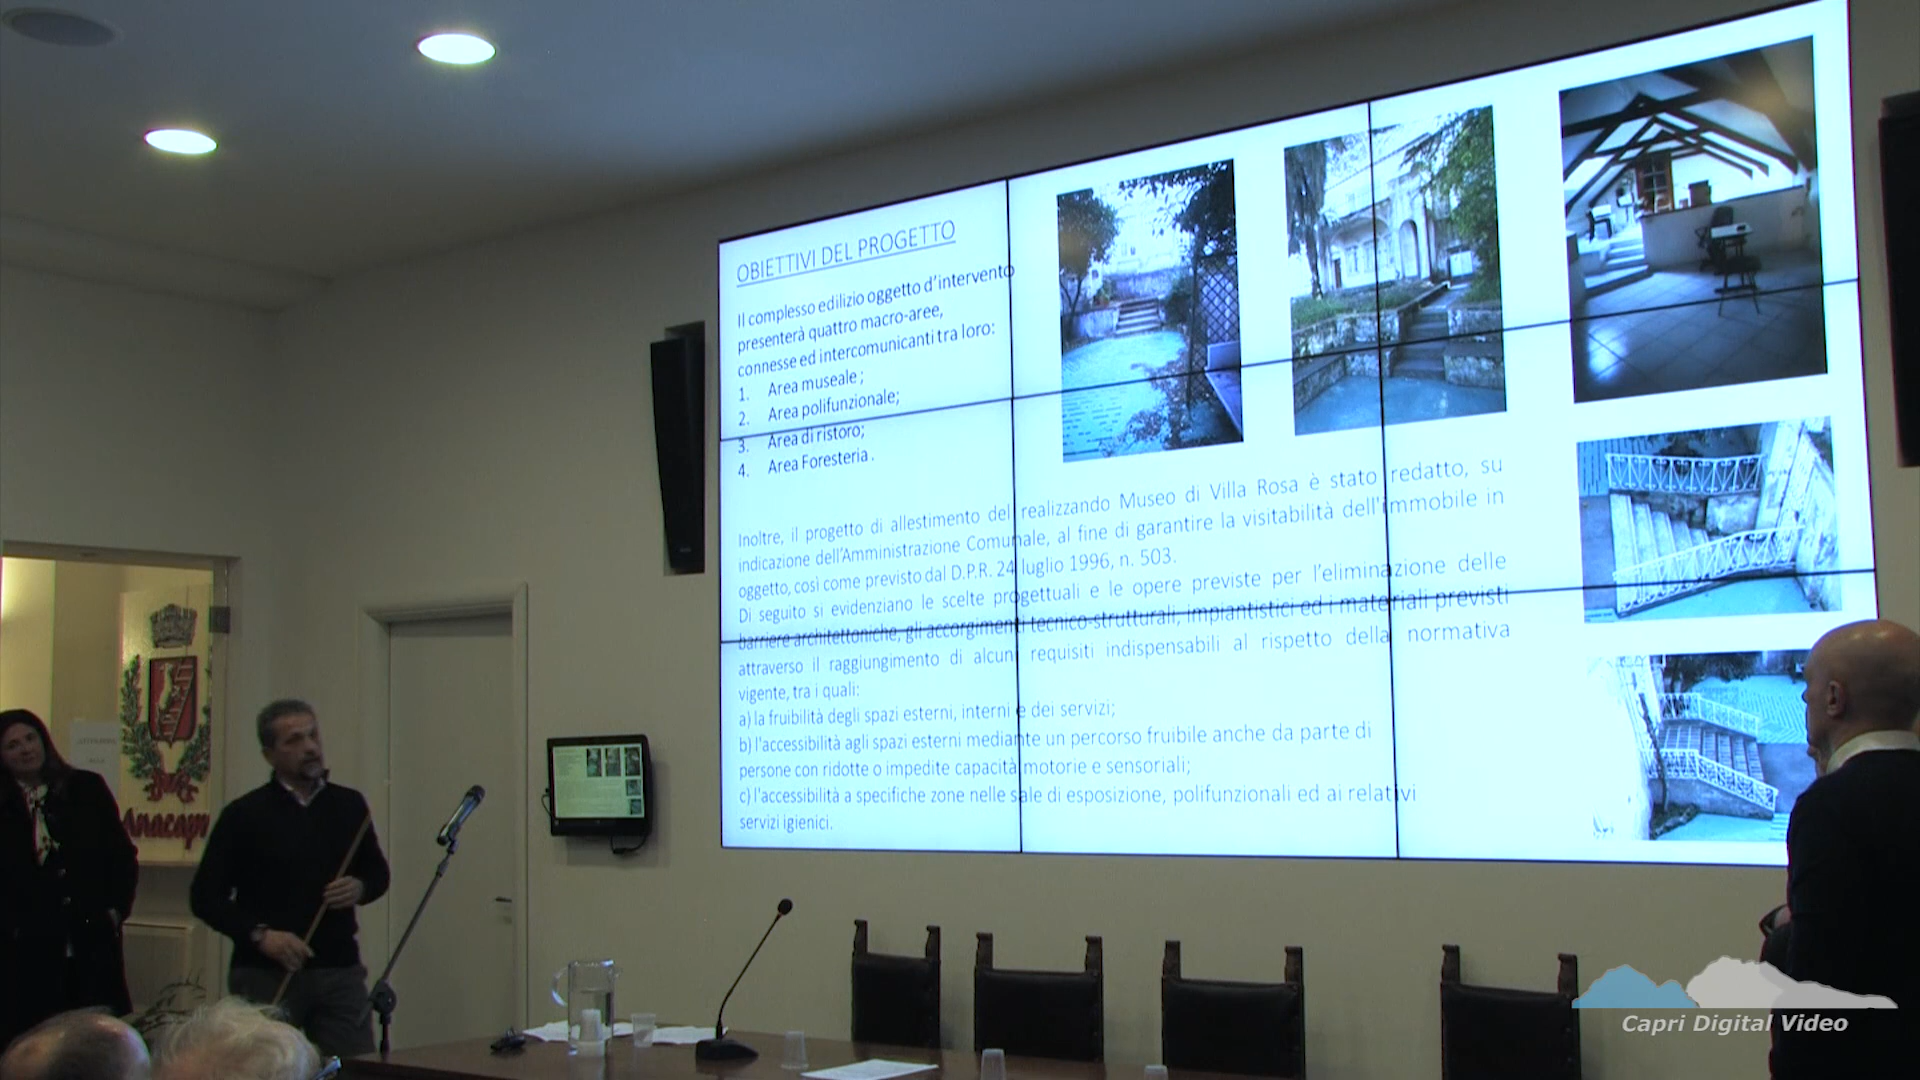 OBIETTIVI DEL PROGETTO
Il complesso edilizio oggetto d'intervento
presenterà quattro macro-aree,
connesse ed intercomunicanti tra loro:
1. Area museale ;
2. Area polifunzionale;
3. Area di ristoro;
4. Area Foresteria .
Inoltre, il progetto di allestimento del realizzando Museo di Villa Rosa è stato redatto, su
indicazione dell'Amministrazione Comunale, al fine di garantire la visitabilità dell'immobile in
oggetto, così come previsto dal D.P.R. 24 luglio 1996, n. 503.
Di seguito si evidenziano le scelte progettuali e le opere previste per l'eliminazione delle
barriere architettoniche, gli accorgimenti tecnico-strutturali, impiantistici ed i materiali previsti
attraverso il raggiungimento di alcuni requisiti indispensabili al rispetto della normativa
vigente, tra i quali:
a) la fruibilità degli spazi esterni, interni e dei servizi;
b) l'accessibilità agli spazi esterni mediante un percorso fruibile anche da parte di
persone con ridotte o impedite capacità motorie e sensoriali;
c) l'accessibilità a specifiche zone nelle sale di esposizione, polifunzionali ed ai relativi
servizi igienici.
Anacapri
Capri Digital Video